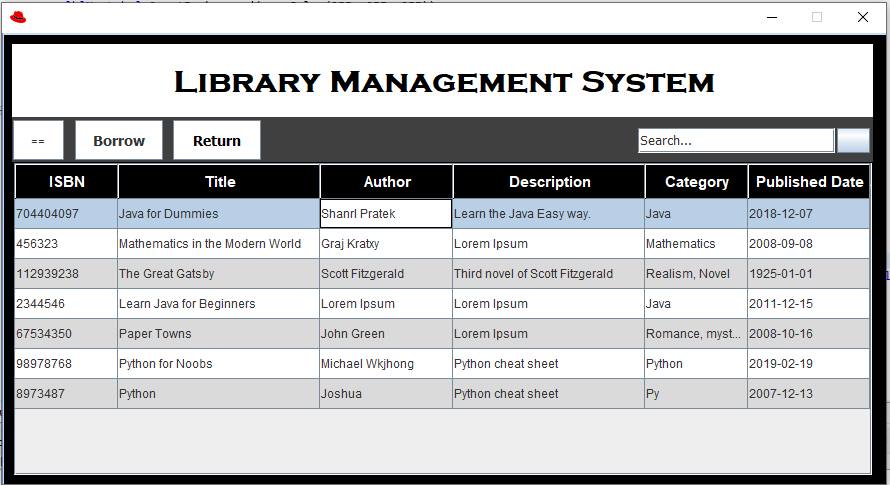 Library Management System
== Borrow Return Search...
ISBN Title Author Description Category Published Date
704404097 Java for Dummies Shanrl Pratek Learn the Java Easy way. Java 2018-12-07
456323 Mathematics in the Modern World Graj Kratxy Lorem Ipsum Mathematics 2008-09-08
112939238 The Great Gatsby Scott Fitzgerald Third novel of Scott Fitzgerald Realism, Novel 1925-01-01
2344546 Learn Java for Beginners Lorem Ipsum Lorem Ipsum Java 2011-12-15
67534350 Paper Towns John Green Lorem Ipsum Romance, myst... 2008-10-16
98978768 Python for Noobs Michael Wkjhong Python cheat sheet Python 2019-02-19
8973487 Python Joshua Python cheat sheet Py 2007-12-13